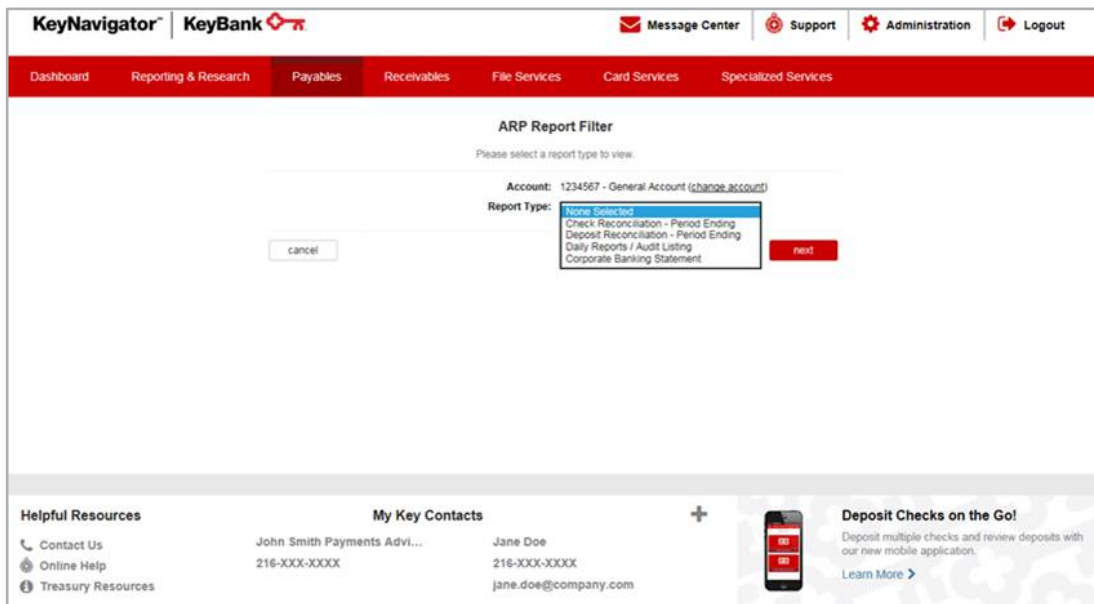 KeyNavigator℠ KeyBank
Message Center Support Administration Logout
Dashboard Reporting & Research Payables Receivables File Services Card Services Specialized Services
ARP Report Filter
Please select a report type to view.
Account: 1234567 - General Account (change account)
Report Type: None Selected
Check Reconciliation - Period Ending
Deposit Reconciliation - Period Ending
Daily Reports / Audit Listing
Corporate Banking Statement
cancel next
Helpful Resources
Contact Us
Online Help
Treasury Resources
My Key Contacts +
John Smith Payments Advi...
216-XXX-XXXX
Jane Doe
216-XXX-XXXX
jane.doe@company.com
Deposit Checks on the Go!
Deposit multiple checks and review deposits with
our new mobile application.
Learn More >